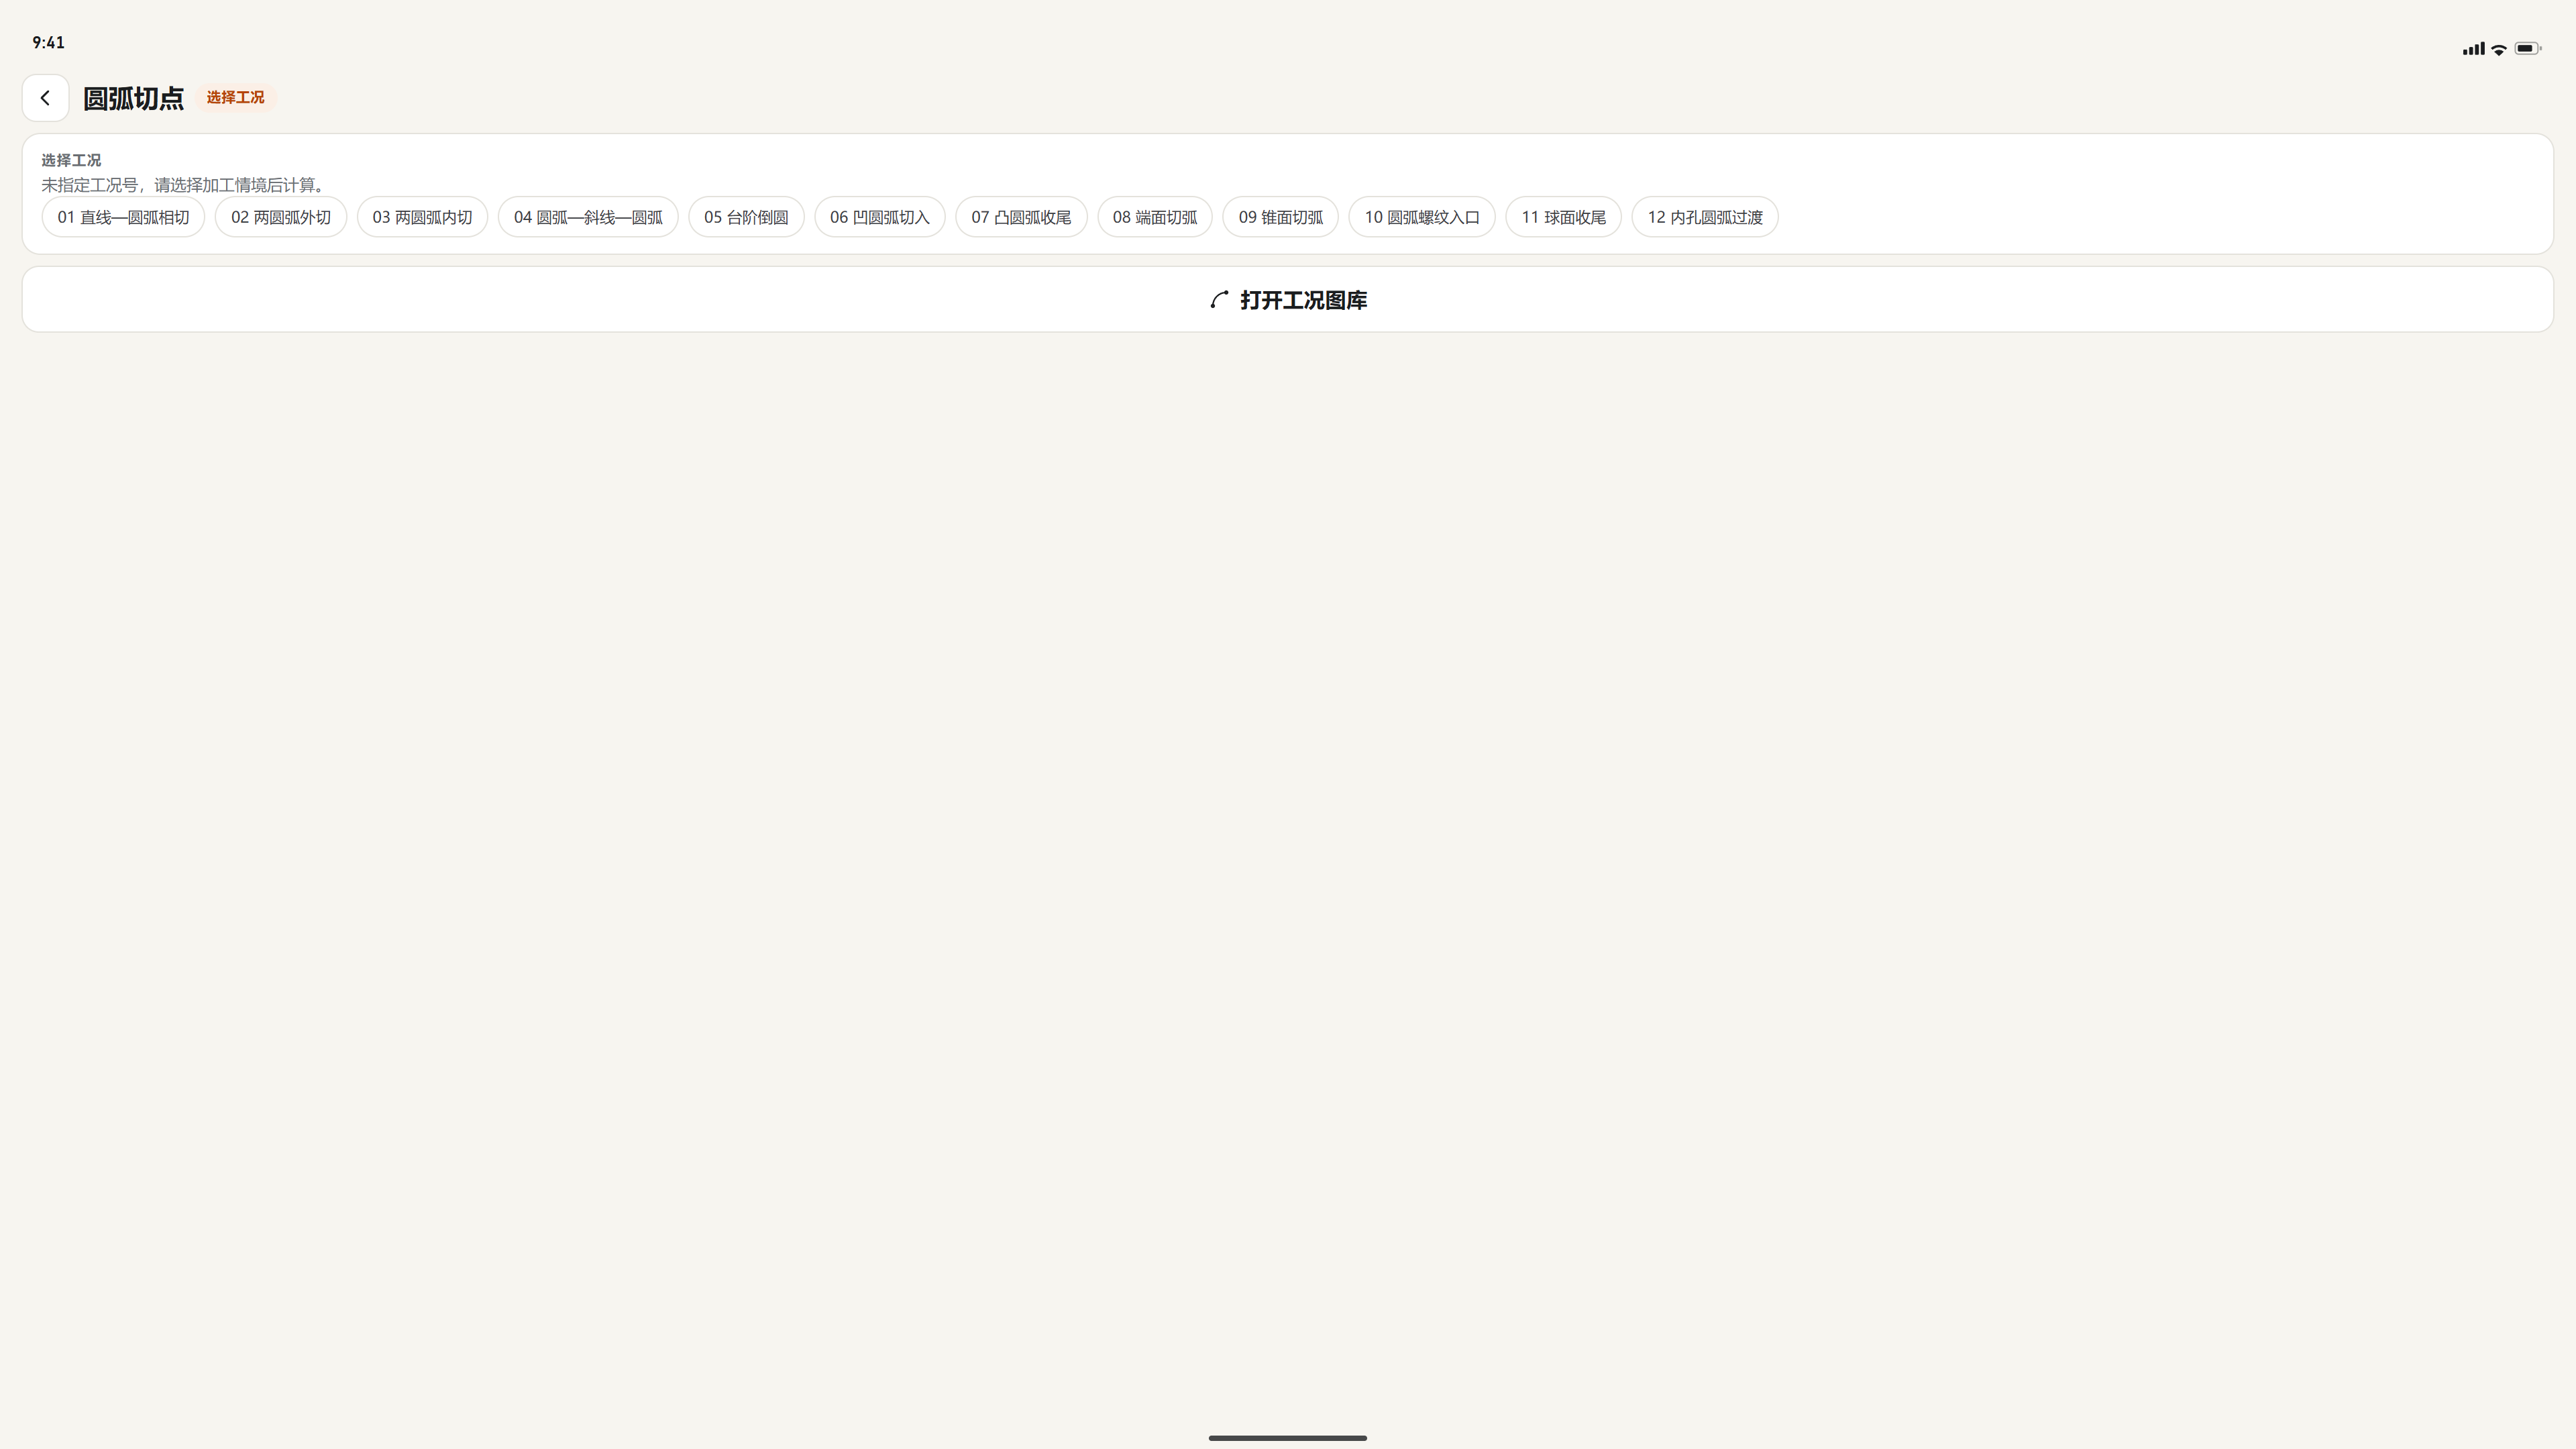 9:41
圆弧切点 选择工况
选择工况
未指定工况号，请选择加工情境后计算。
01 直线—圆弧相切 02 两圆弧外切 03 两圆弧内切 04 圆弧—斜线—圆弧 05 台阶倒圆 06 凹圆弧切入 07 凸圆弧收尾 08 端面切弧 09 锥面切弧 10 圆弧螺纹入口 11 球面收尾 12 内孔圆弧过渡
打开工况图库